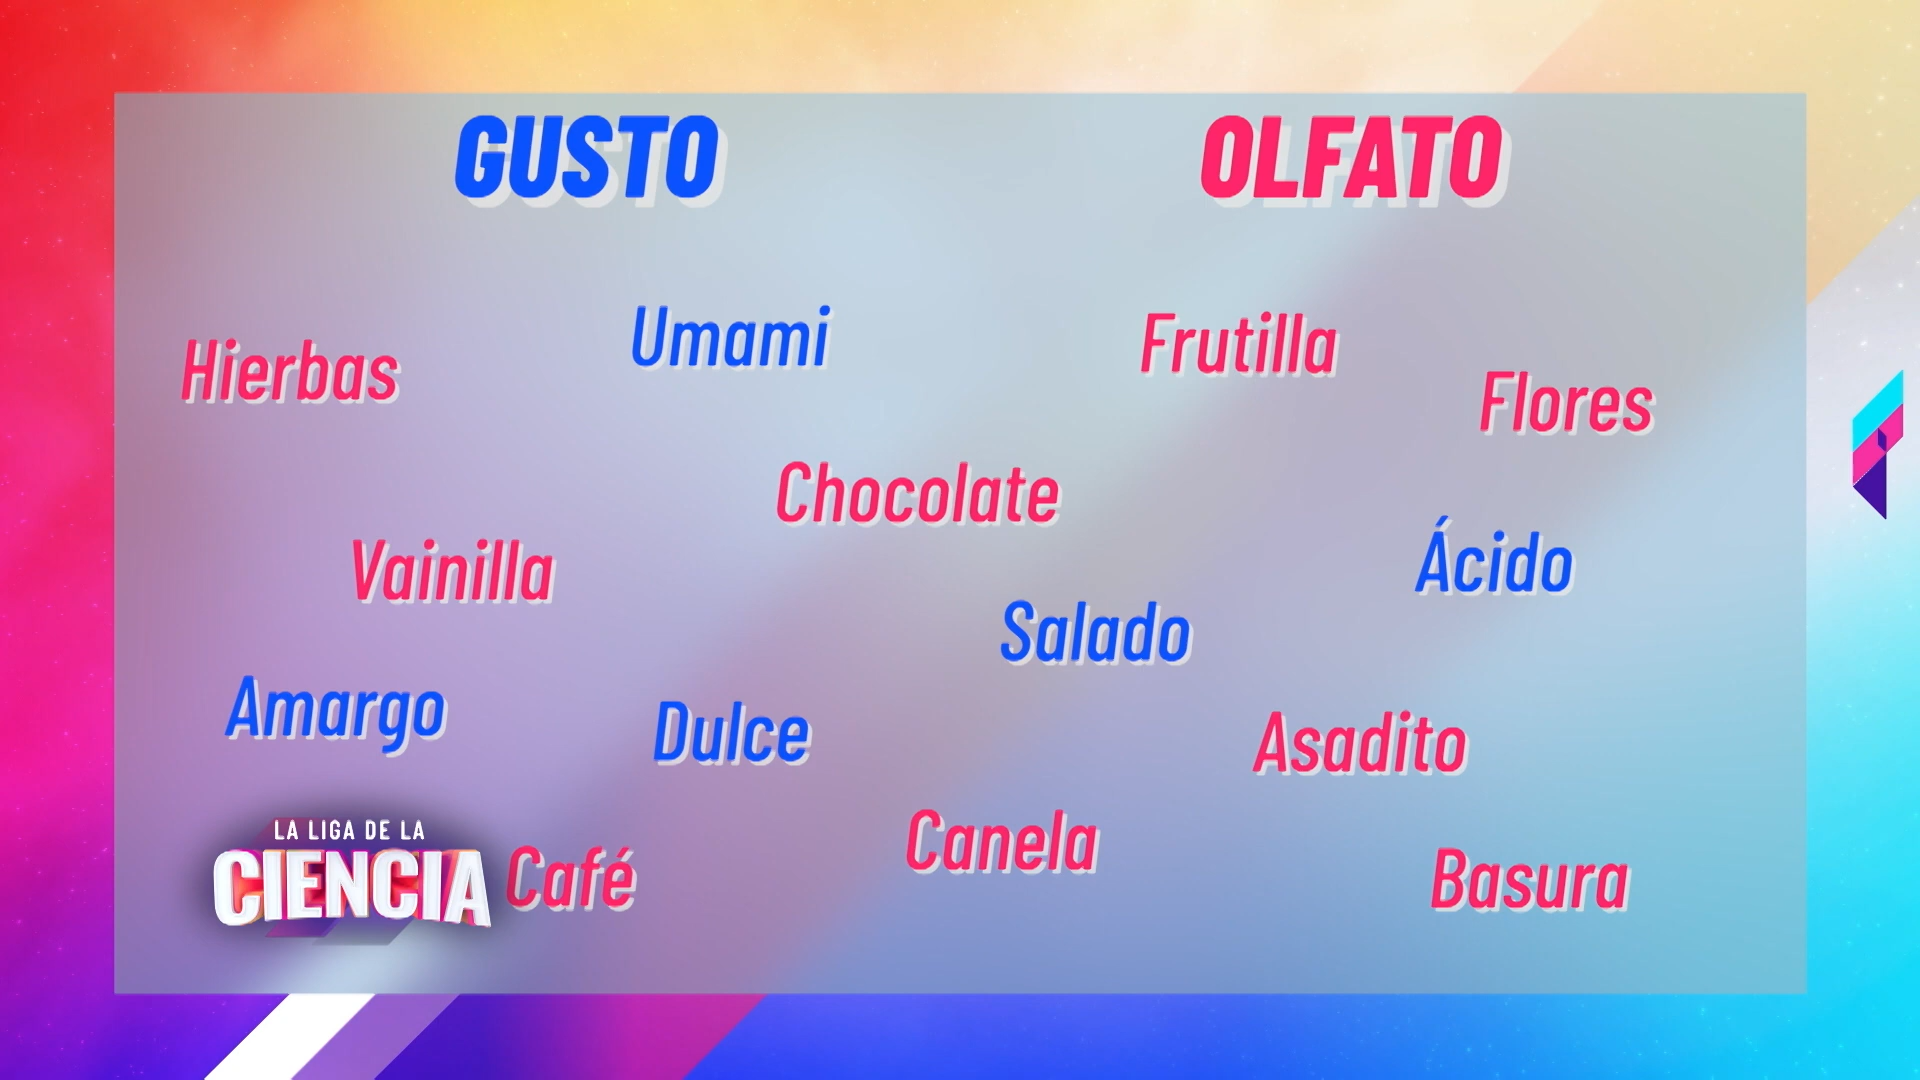 GUSTO
OLFATO
Umami
Frutilla
Hierbas
Flores
Chocolate
Vainilla
Ácido
Salado
Amargo
Dulce
Asadito
LA LIGA DE LA
CIENCIA
Café
Canela
Basura